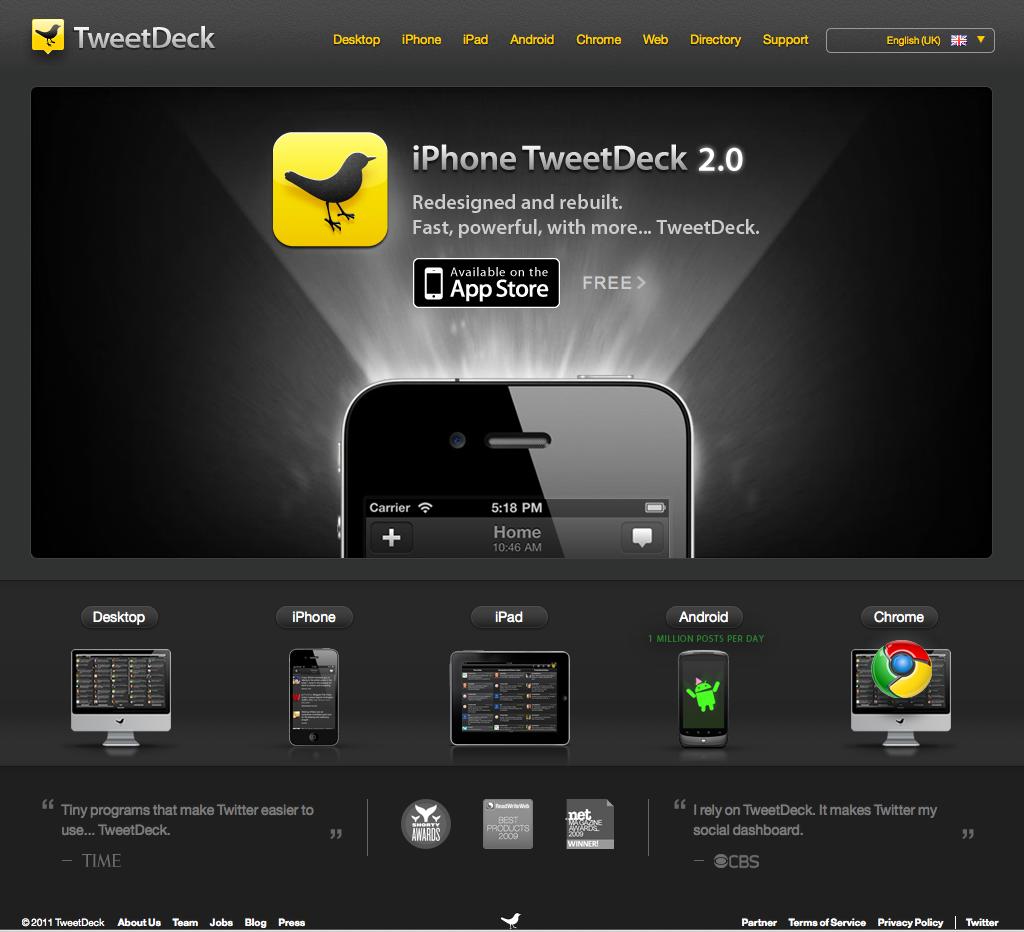 TweetDeck
Desktop iPhone iPad Android Chrome Web Directory Support English (UK)
iPhone TweetDeck 2.0
Redesigned and rebuilt.
Fast, powerful, with more... TweetDeck.
Available on the
App Store
FREE >
Carrier 5:18 PM
Home
10:46 AM
Desktop iPhone iPad Android Chrome
1 MILLION POSTS PER DAY
“ Tiny programs that make Twitter easier to
use... TweetDeck. ”
– TIME
SHORTY
AWARDS
ReadWriteWeb
BEST
PRODUCTS
2009
.net
MAGAZINE
AWARDS
2009
WINNER!
“ I rely on TweetDeck. It makes Twitter my
social dashboard. ”
– CBS
© 2011 TweetDeck About Us Team Jobs Blog Press Partner Terms of Service Privacy Policy | Twitter